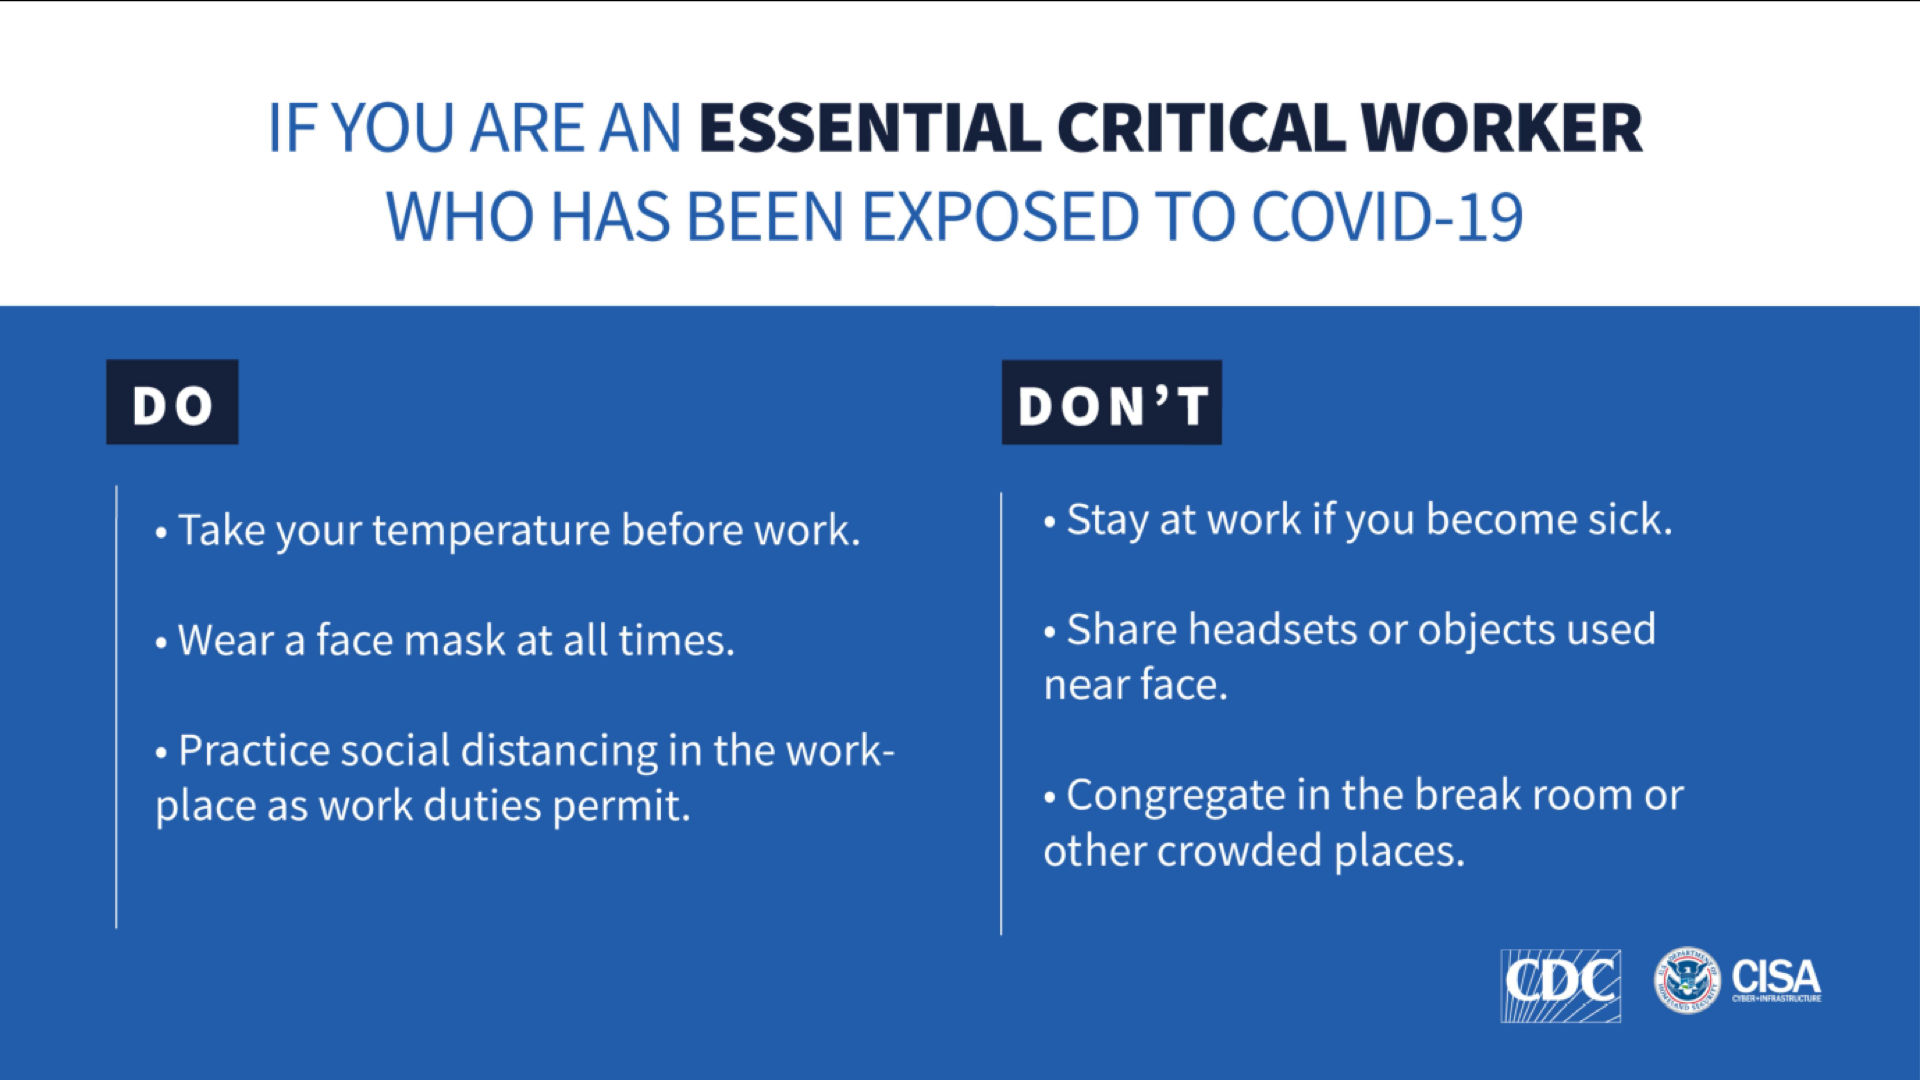 IF YOU ARE AN ESSENTIAL CRITICAL WORKER
WHO HAS BEEN EXPOSED TO COVID-19
DO
• Take your temperature before work.
• Wear a face mask at all times.
• Practice social distancing in the work-
place as work duties permit.
DON’T
• Stay at work if you become sick.
• Share headsets or objects used
near face.
• Congregate in the break room or
other crowded places.
CDC
CISA
CYBER+INFRASTRUCTURE